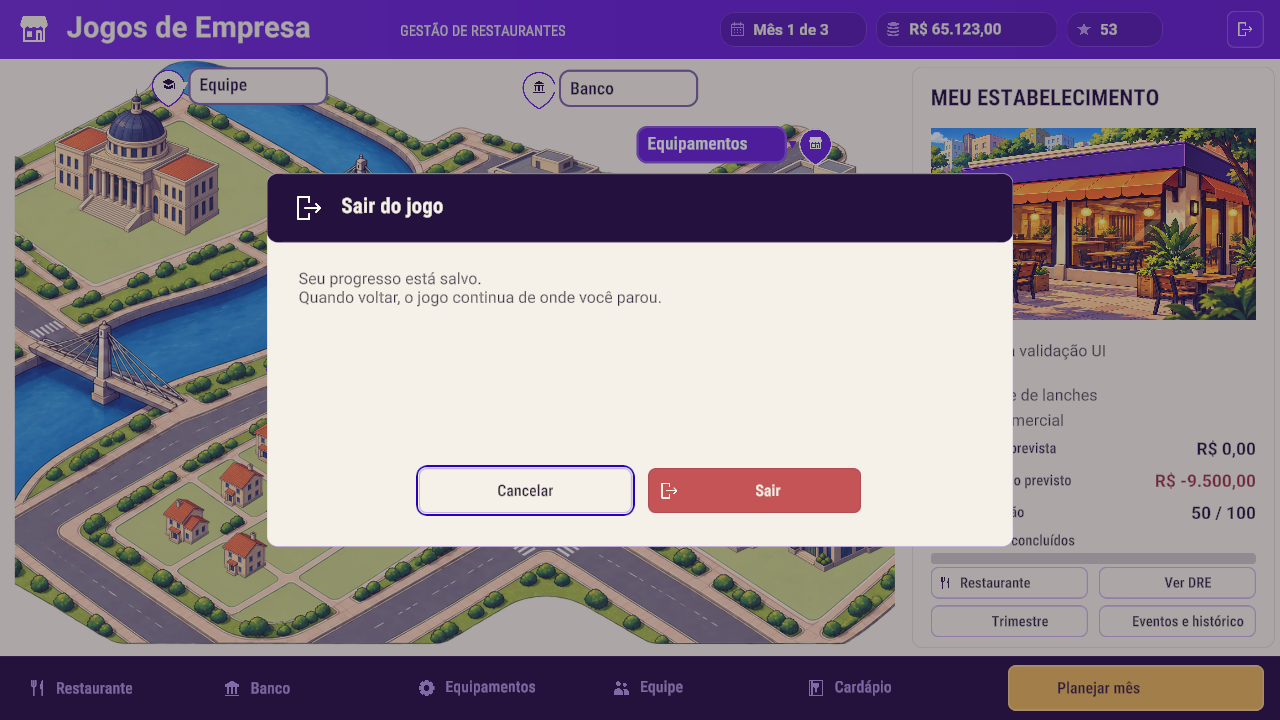 Jogos de Empresa
GESTÃO DE RESTAURANTES
Mês 1 de 3
R$ 65.123,00
53
Equipe
Banco
Equipamentos
MEU ESTABELECIMENTO
Sair do jogo
Seu progresso está salvo.
Quando voltar, o jogo continua de onde você parou.
Cancelar
Sair
validação UI
e de lanches
R$ 0,00
o previsto
R$ -9.500,00
50 / 100
concluídos
Restaurante
Ver DRE
Trimestre
Eventos e histórico
Restaurante
Banco
Equipamentos
Equipe
Cardápio
Planejar mês